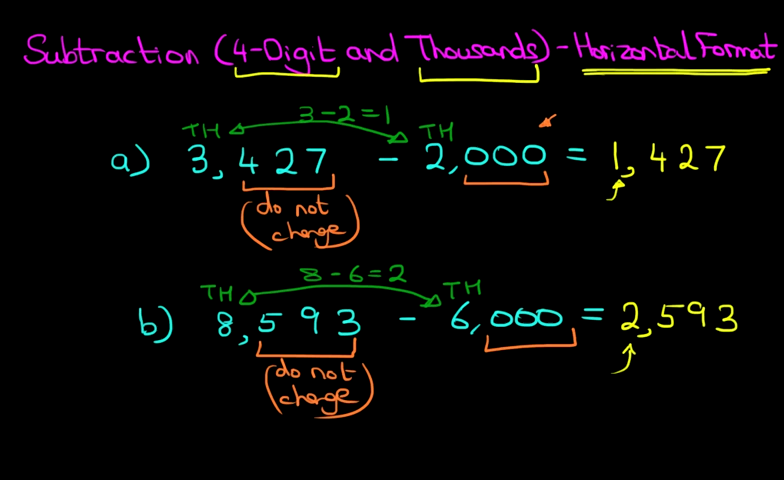 Subtraction (4-Digit and Thousands) - Horizontal Format
3 - 2 = 1
TH TH
a) 3,427 - 2,000 = 1,427
(do not
change)
8 - 6 = 2
TH TH
b) 8,593 - 6,000 = 2,593
(do not
change)